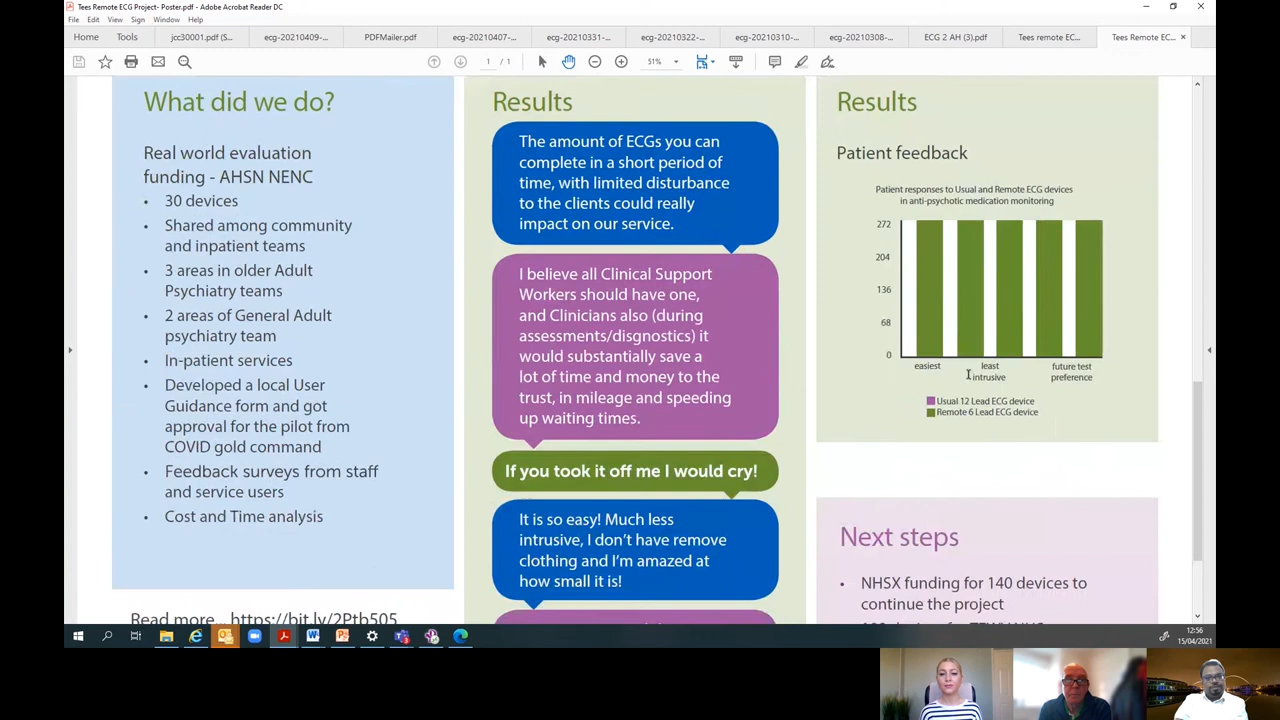 Tees Remote ECG Project- Poster.pdf - Adobe Acrobat Reader DC
File Edit View Sign Window Help
Home Tools jcc30001.pdf (S... ecg-20210409-... PDFMailer.pdf ecg-20210407-... ecg-20210331-... ecg-20210322-... ecg-20210310-... ecg-20210308-... ECG 2 AH (3).pdf Tees remote EC... Tees Remote EC... ×
1 / 1 51%
What did we do?
Real world evaluation
funding - AHSN NENC
• 30 devices
• Shared among community
and inpatient teams
• 3 areas in older Adult
Psychiatry teams
• 2 areas of General Adult
psychiatry team
• In-patient services
• Developed a local User
Guidance form and got
approval for the pilot from
COVID gold command
• Feedback surveys from staff
and service users
• Cost and Time analysis
Read more... https://bit.ly/2Ptb505
Results
The amount of ECGs you can
complete in a short period of
time, with limited disturbance
to the clients could really
impact on our service.
I believe all Clinical Support
Workers should have one,
and Clinicians also (during
assessments/disgnostics) it
would substantially save a
lot of time and money to the
trust, in mileage and speeding
up waiting times.
If you took it off me I would cry!
It is so easy! Much less
intrusive, I don't have remove
clothing and I'm amazed at
how small it is!
Results
Patient feedback
Patient responses to Usual and Remote ECG devices
in anti-psychotic medication monitoring
272
204
136
68
0
easiest
least
intrusive
future test
preference
Usual 12 Lead ECG device
Remote 6 Lead ECG device
Next steps
• NHSX funding for 140 devices to
continue the project
12:56
15/04/2021